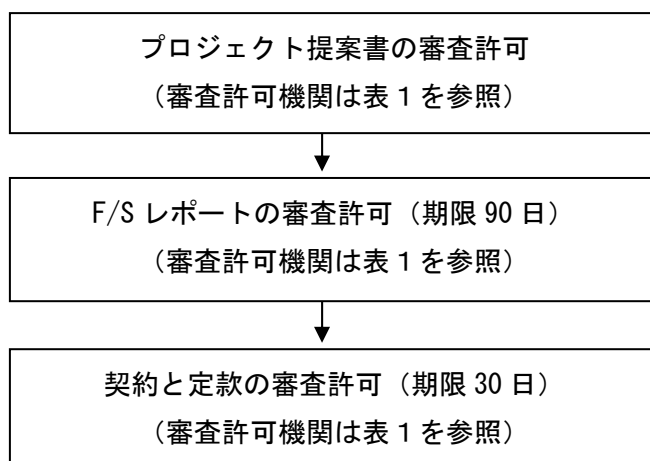 プロジェクト提案書の審査許可
（審査許可機関は表１を参照）
F/S レポートの審査許可（期限 90 日）
（審査許可機関は表１を参照）
契約と定款の審査許可（期限 30 日）
（審査許可機関は表１を参照）